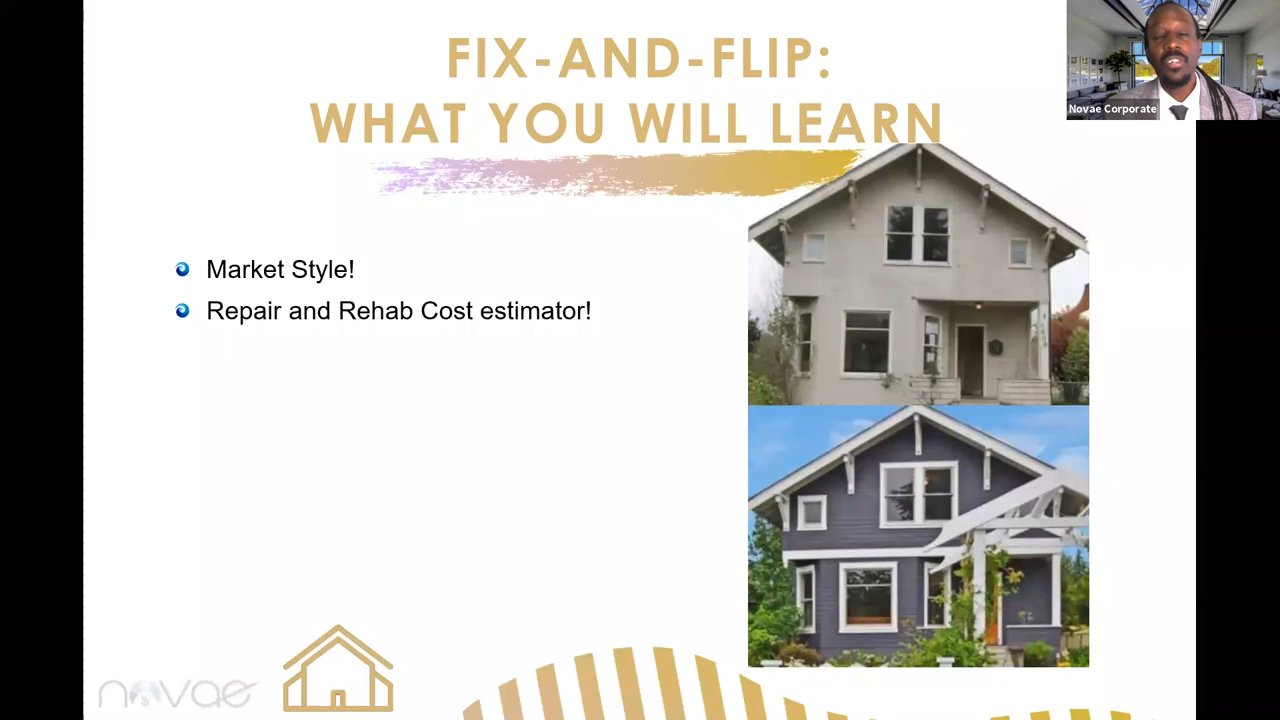 FIX-AND-FLIP:
WHAT YOU WILL LEARN
Novae Corporate
Market Style!
Repair and Rehab Cost estimator!
novae